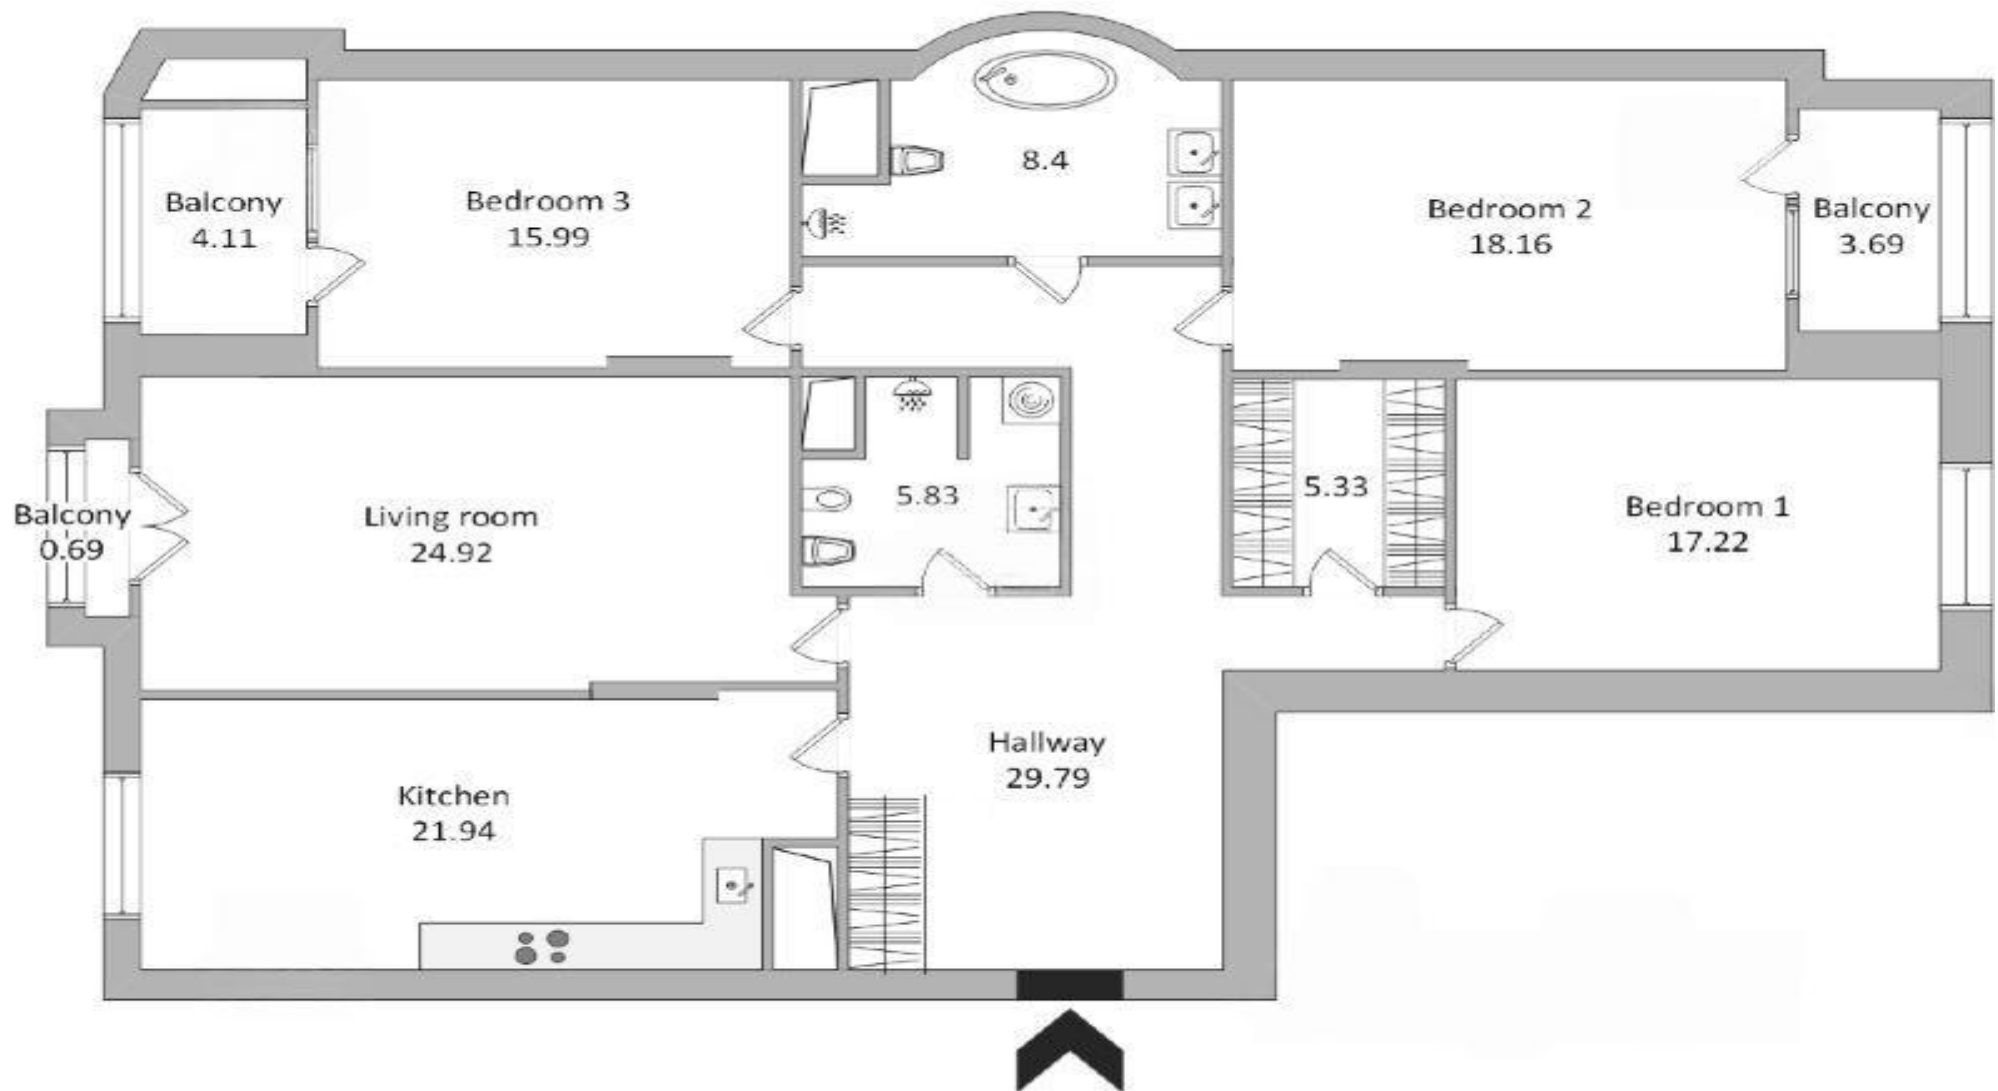 Balcony
4.11
Bedroom 3
15.99
8.4
Bedroom 2
18.16
Balcony
3.69
Balcony
0.69
Living room
24.92
5.83
5.33
Bedroom 1
17.22
Kitchen
21.94
Hallway
29.79